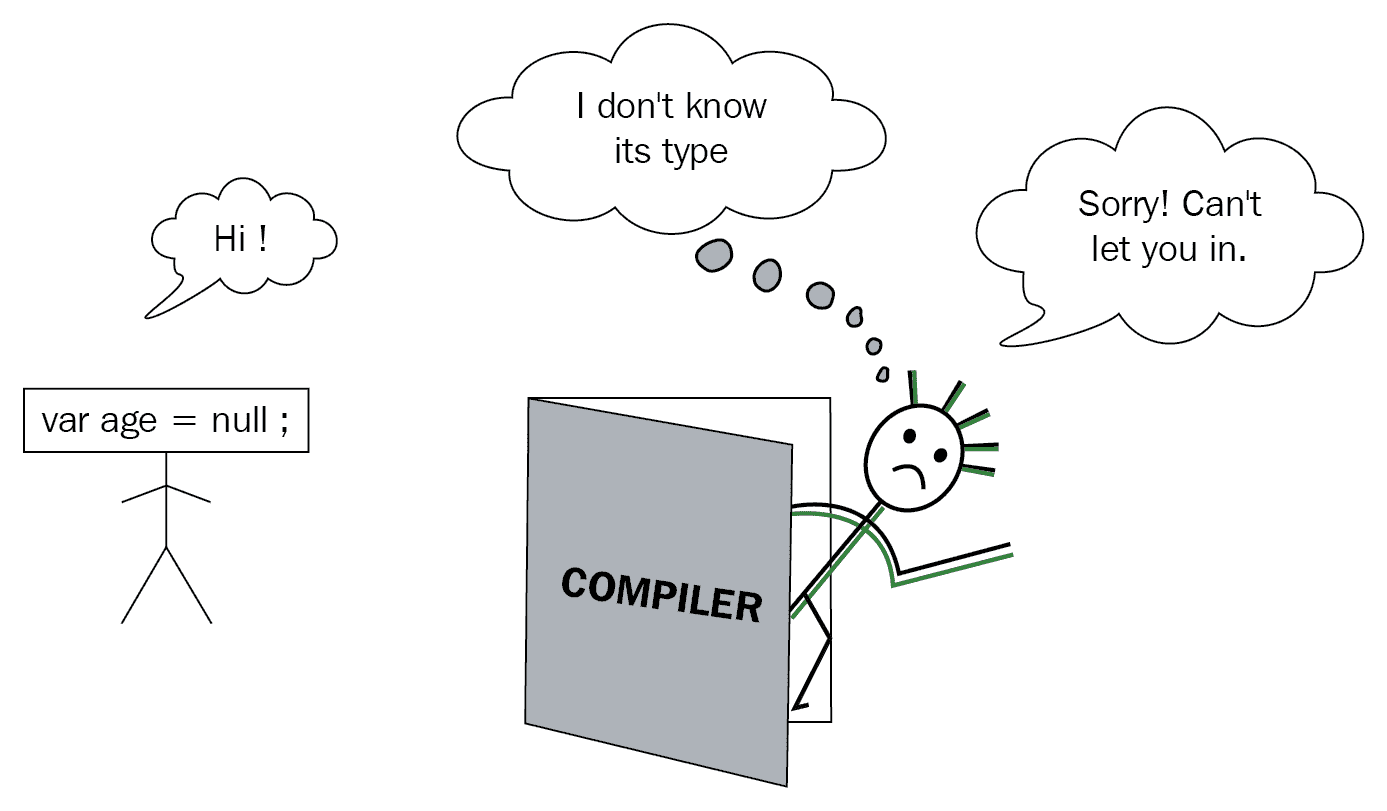 Hi !
var age = null ;
I don't know
its type
Sorry! Can't
let you in.
COMPILER